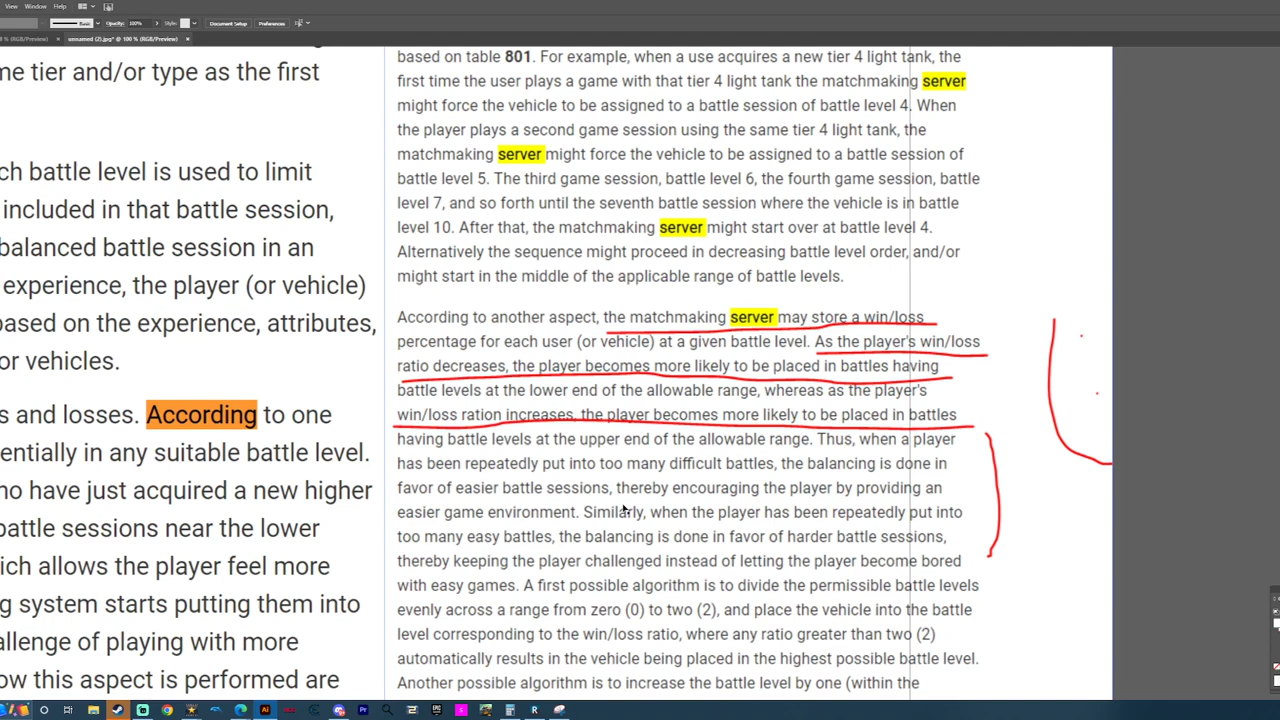 View Window Help
Basic Opacity: 100% Style: Document Setup Preferences
% (RGB/Preview) × unnamed (2).jpg* @ 100 % (RGB/Preview) ×
me tier and/or type as the first
ch battle level is used to limit
included in that battle session,
balanced battle session in an
experience, the player (or vehicle)
based on the experience, attributes,
or vehicles.
s and losses. According to one
entially in any suitable battle level.
ho have just acquired a new higher
battle sessions near the lower
ich allows the player feel more
g system starts putting them into
allenge of playing with more
ow this aspect is performed are
based on table 801. For example, when a use acquires a new tier 4 light tank, the
first time the user plays a game with that tier 4 light tank the matchmaking server
might force the vehicle to be assigned to a battle session of battle level 4. When
the player plays a second game session using the same tier 4 light tank, the
matchmaking server might force the vehicle to be assigned to a battle session of
battle level 5. The third game session, battle level 6, the fourth game session, battle
level 7, and so forth until the seventh battle session where the vehicle is in battle
level 10. After that, the matchmaking server might start over at battle level 4.
Alternatively the sequence might proceed in decreasing battle level order, and/or
might start in the middle of the applicable range of battle levels.
According to another aspect, the matchmaking server may store a win/loss
percentage for each user (or vehicle) at a given battle level. As the player's win/loss
ratio decreases, the player becomes more likely to be placed in battles having
battle levels at the lower end of the allowable range, whereas as the player's
win/loss ration increases, the player becomes more likely to be placed in battles
having battle levels at the upper end of the allowable range. Thus, when a player
has been repeatedly put into too many difficult battles, the balancing is done in
favor of easier battle sessions, thereby encouraging the player by providing an
easier game environment. Similarly, when the player has been repeatedly put into
too many easy battles, the balancing is done in favor of harder battle sessions,
thereby keeping the player challenged instead of letting the player become bored
with easy games. A first possible algorithm is to divide the permissible battle levels
evenly across a range from zero (0) to two (2), and place the vehicle into the battle
level corresponding to the win/loss ratio, where any ratio greater than two (2)
automatically results in the vehicle being placed in the highest possible battle level.
Another possible algorithm is to increase the battle level by one (within the